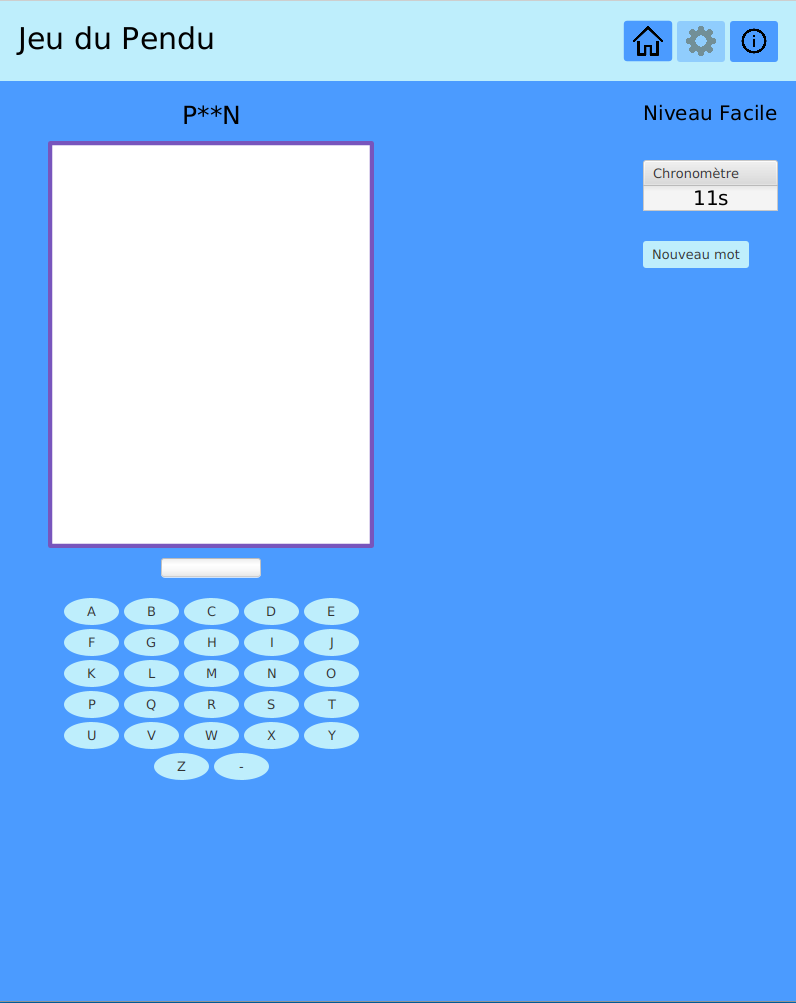 Jeu du Pendu
P**N
Niveau Facile
Chronomètre
11s
Nouveau mot
A B C D E
F G H I J
K L M N O
P Q R S T
U V W X Y
Z -